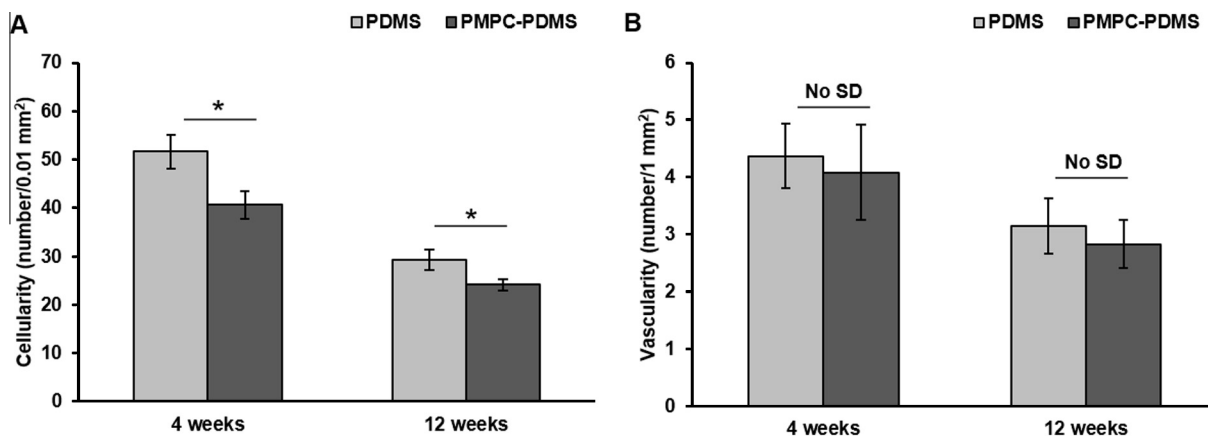 A
PDMS PMPC-PDMS
Cellularity (number/0.01 mm²)
70
60
50
40
30
20
10
0
*
*
4 weeks 12 weeks
B
PDMS PMPC-PDMS
Vascularity (number/1 mm²)
6
5
4
3
2
1
0
No SD
No SD
4 weeks 12 weeks